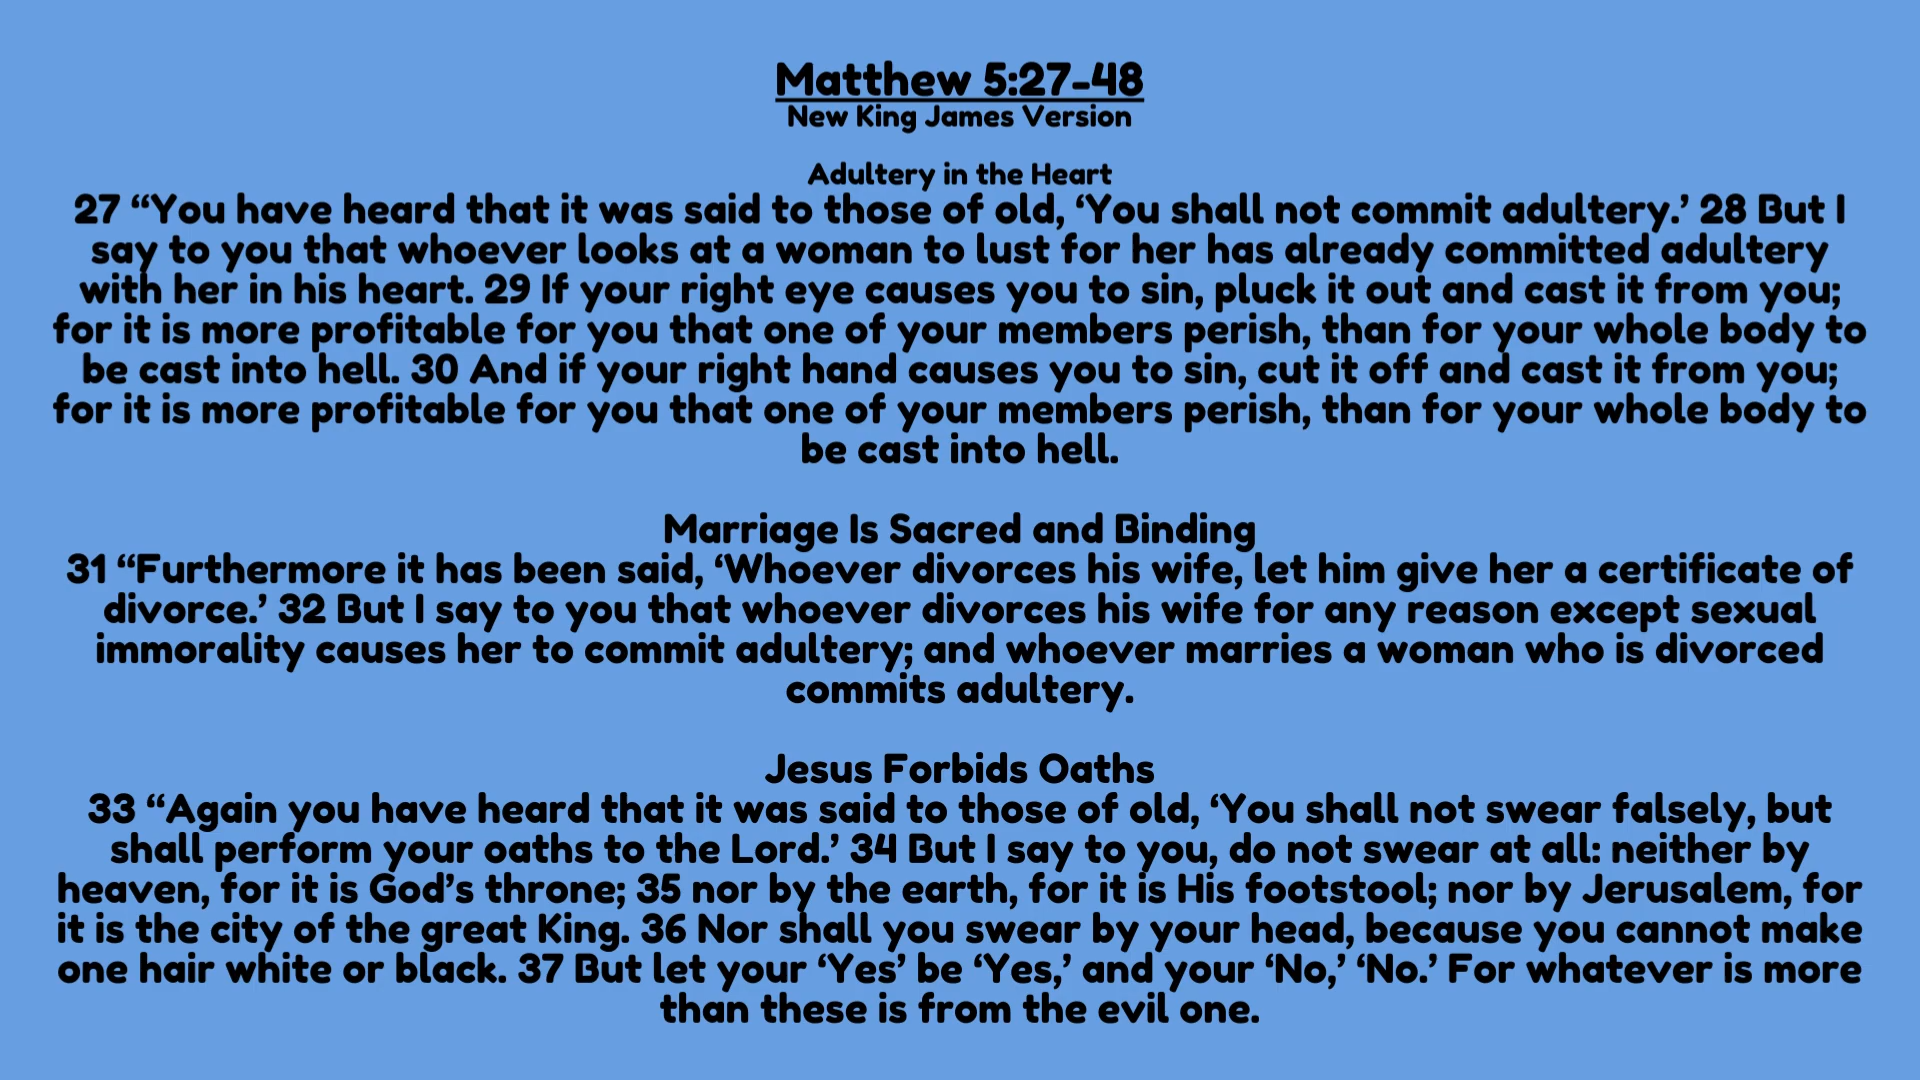 Matthew 5:27-48
New King James Version
Adultery in the Heart
27 “You have heard that it was said to those of old, ‘You shall not commit adultery.’ 28 But I
say to you that whoever looks at a woman to lust for her has already committed adultery
with her in his heart. 29 If your right eye causes you to sin, pluck it out and cast it from you;
for it is more profitable for you that one of your members perish, than for your whole body to
be cast into hell. 30 And if your right hand causes you to sin, cut it off and cast it from you;
for it is more profitable for you that one of your members perish, than for your whole body to
be cast into hell.
Marriage Is Sacred and Binding
31 “Furthermore it has been said, ‘Whoever divorces his wife, let him give her a certificate of
divorce.’ 32 But I say to you that whoever divorces his wife for any reason except sexual
immorality causes her to commit adultery; and whoever marries a woman who is divorced
commits adultery.
Jesus Forbids Oaths
33 “Again you have heard that it was said to those of old, ‘You shall not swear falsely, but
shall perform your oaths to the Lord.’ 34 But I say to you, do not swear at all: neither by
heaven, for it is God’s throne; 35 nor by the earth, for it is His footstool; nor by Jerusalem, for
it is the city of the great King. 36 Nor shall you swear by your head, because you cannot make
one hair white or black. 37 But let your ‘Yes’ be ‘Yes,’ and your ‘No,’ ‘No.’ For whatever is more
than these is from the evil one.